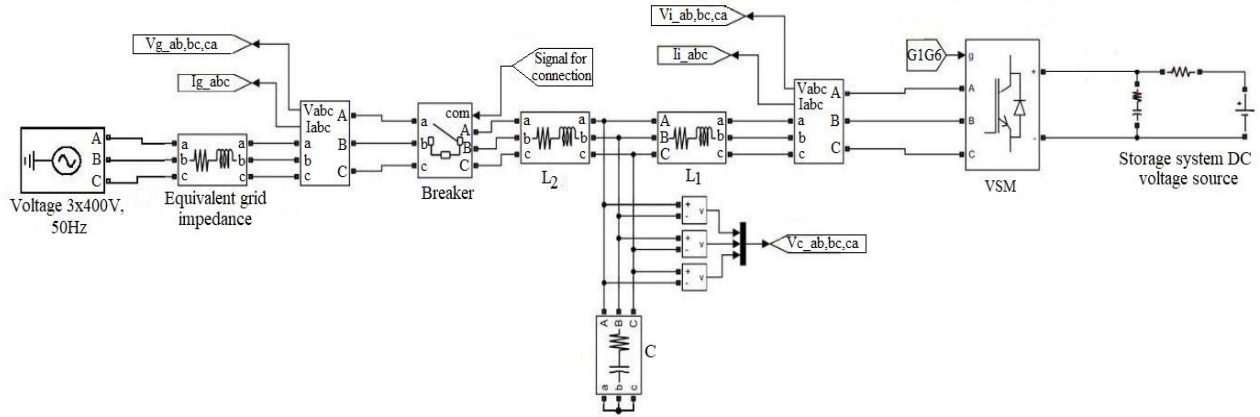 Vg_ab,bc,ca
Ig_abc
Signal for
connection
Vi_ab,bc,ca
Ii_abc
G1G6
A
B
C
Voltage 3x400V,
50Hz
a
b
c
a
b
c
Equivalent grid
impedance
Vabc
Iabc
a
b
c
A
B
C
com
a
b
c
A
B
C
Breaker
a
b
c
a
b
c
L2
A
B
C
a
b
c
L1
Vabc
Iabc
a
b
c
A
B
C
g
A
B
C
+
-
VSM
+
Storage system DC
voltage source
+
-
v
+
-
v
+
-
v
Vc_ab,bc,ca
A
B
C
a
b
c
C